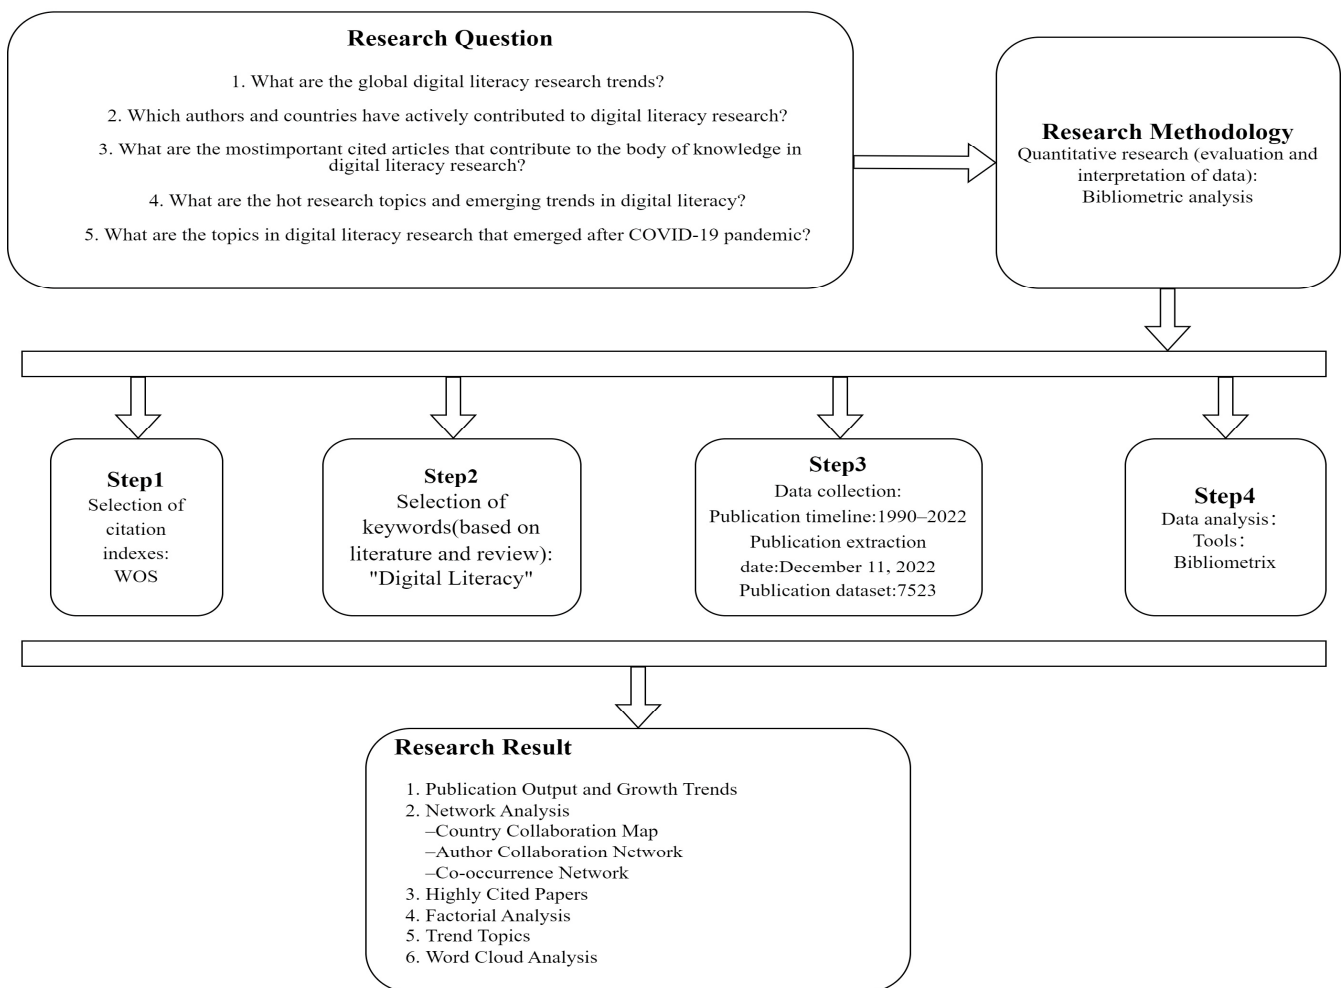 Research Question
1. What are the global digital literacy research trends?
2. Which authors and countries have actively contributed to digital literacy research?
3. What are the mostimportant cited articles that contribute to the body of knowledge in
digital literacy research?
4. What are the hot research topics and emerging trends in digital literacy?
5. What are the topics in digital literacy research that emerged after COVID-19 pandemic?
Research Methodology
Quantitative research (evaluation and
interpretation of data):
Bibliometric analysis
Step1
Selection of
citation
indexes:
WOS
Step2
Selection of
keywords(based on
literature and review):
"Digital Literacy"
Step3
Data collection:
Publication timeline:1990–2022
Publication extraction
date:December 11, 2022
Publication dataset:7523
Step4
Data analysis:
Tools:
Bibliometrix
Research Result
1. Publication Output and Growth Trends
2. Network Analysis
–Country Collaboration Map
–Author Collaboration Network
–Co-occurrence Network
3. Highly Cited Papers
4. Factorial Analysis
5. Trend Topics
6. Word Cloud Analysis